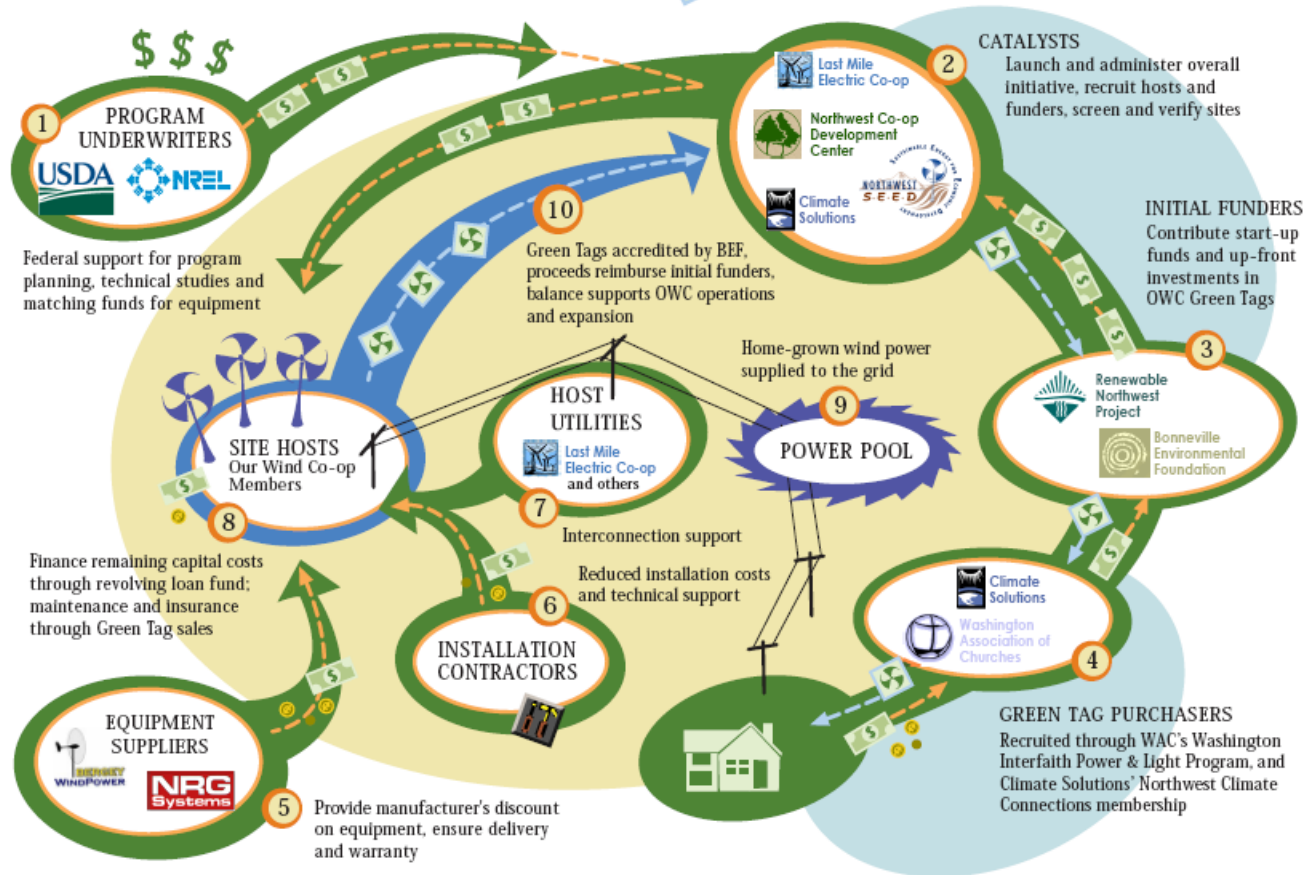 $ $ $
1
PROGRAM
UNDERWRITERS
USDA
NREL
Federal support for program
planning, technical studies and
matching funds for equipment
2
CATALYSTS
Launch and administer overall
initiative, recruit hosts and
funders, screen and verify sites
Last Mile
Electric Co-op
Northwest Co-op
Development
Center
SUSTAINABLE ENERGY FOR ECONOMIC DEVELOPMENT
NORTHWEST
S·E·E·D
Climate
Solutions
INITIAL FUNDERS
Contribute start-up
funds and up-front
investments in
OWC Green Tags
3
Renewable
Northwest
Project
Bonneville
Environmental
Foundation
10
Green Tags accredited by BEF,
proceeds reimburse initial funders,
balance supports OWC operations
and expansion
Home-grown wind power
supplied to the grid
9
POWER POOL
HOST
UTILITIES
Last Mile
Electric Co-op
and others
7
Interconnection support
SITE HOSTS
Our Wind Co-op
Members
8
Finance remaining capital costs
through revolving loan fund;
maintenance and insurance
through Green Tag sales
Reduced installation costs
and technical support
6
INSTALLATION
CONTRACTORS
Climate
Solutions
Washington
Association of
Churches
4
GREEN TAG PURCHASERS
Recruited through WAC's Washington
Interfaith Power & Light Program, and
Climate Solutions' Northwest Climate
Connections membership
EQUIPMENT
SUPPLIERS
BERGEY
WINDPOWER
NRG
Systems
5
Provide manufacturer's discount
on equipment, ensure delivery
and warranty